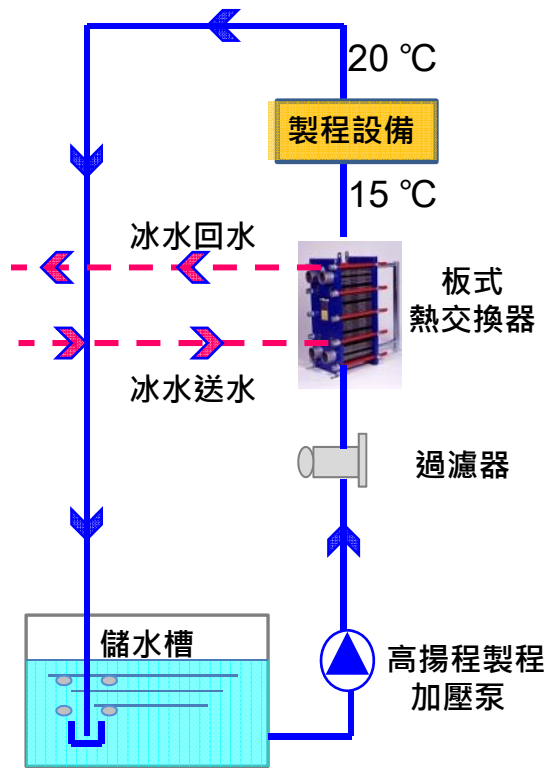 20 ℃
製程設備
15 ℃
冰水回水
板式
熱交換器
冰水送水
過濾器
儲水槽
高揚程製程
加壓泵